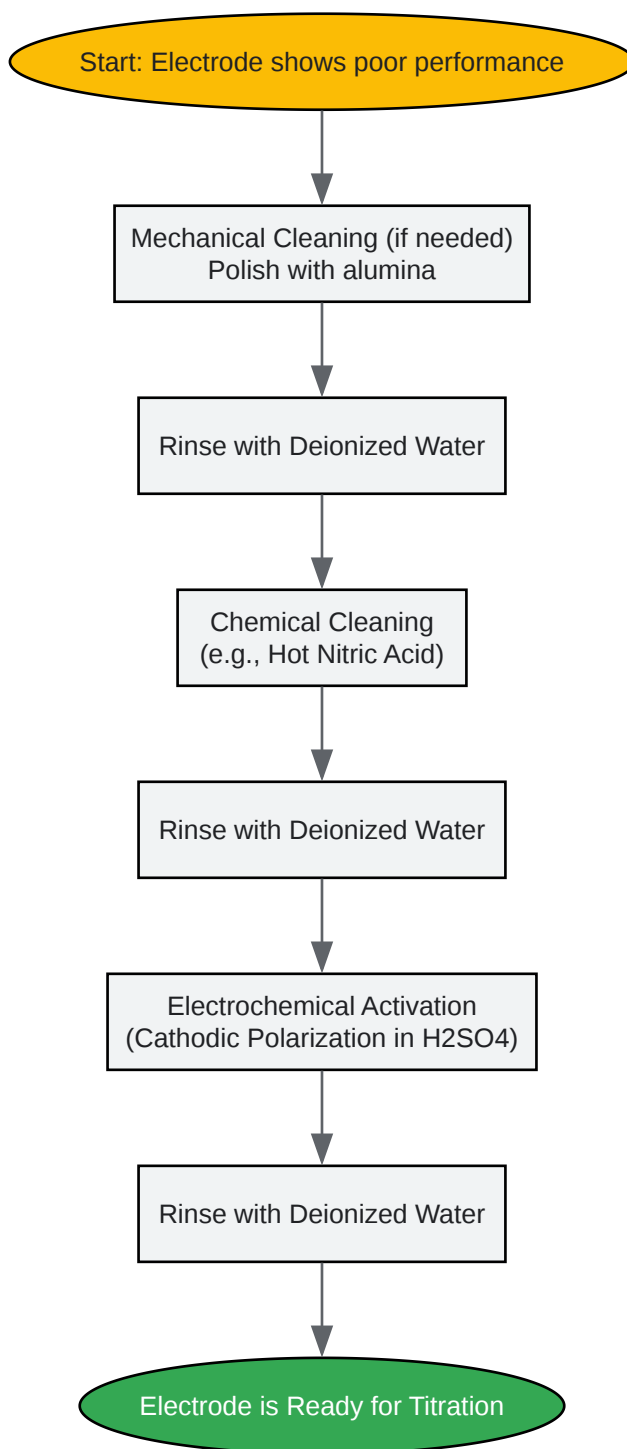 Start: Electrode shows poor performance
Mechanical Cleaning (if needed)
Polish with alumina
Rinse with Deionized Water
Chemical Cleaning
(e.g., Hot Nitric Acid)
Rinse with Deionized Water
Electrochemical Activation
(Cathodic Polarization in H2SO4)
Rinse with Deionized Water
Electrode is Ready for Titration